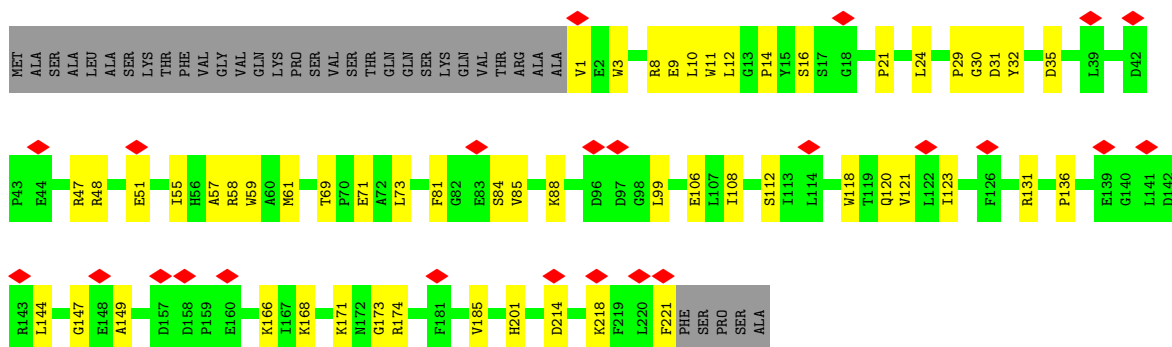 MET ALA SER ALA LEU ALA SER LYS THR PHE VAL GLY VAL GLN LYS PRO SER VAL SER THR GLN GLN SER LYS GLN VAL THR ARG ALA ALA V1 E2 W3 R8 E9 L10 W11 L12 G13 P14 Y15 S16 S17 G18 P21 L24 P29 G30 D31 Y32 D35 L39 D42
P43 E44 R47 R48 E51 I55 H56 A57 R58 W59 A60 M61 T69 P70 E71 A72 L73 F81 G82 E83 S84 V85 K88 D96 D97 G98 L99 E106 L107 I108 S112 I113 L114 W118 T119 Q120 V121 L122 I123 F126 R131 P136 E139 G140 L141 D142
R143 L144 G147 E148 A149 D157 D158 P159 E160 K166 I167 K168 K171 N172 G173 R174 F181 V185 H201 D214 K218 F219 L220 F221 PHE SER PRO SER ALA